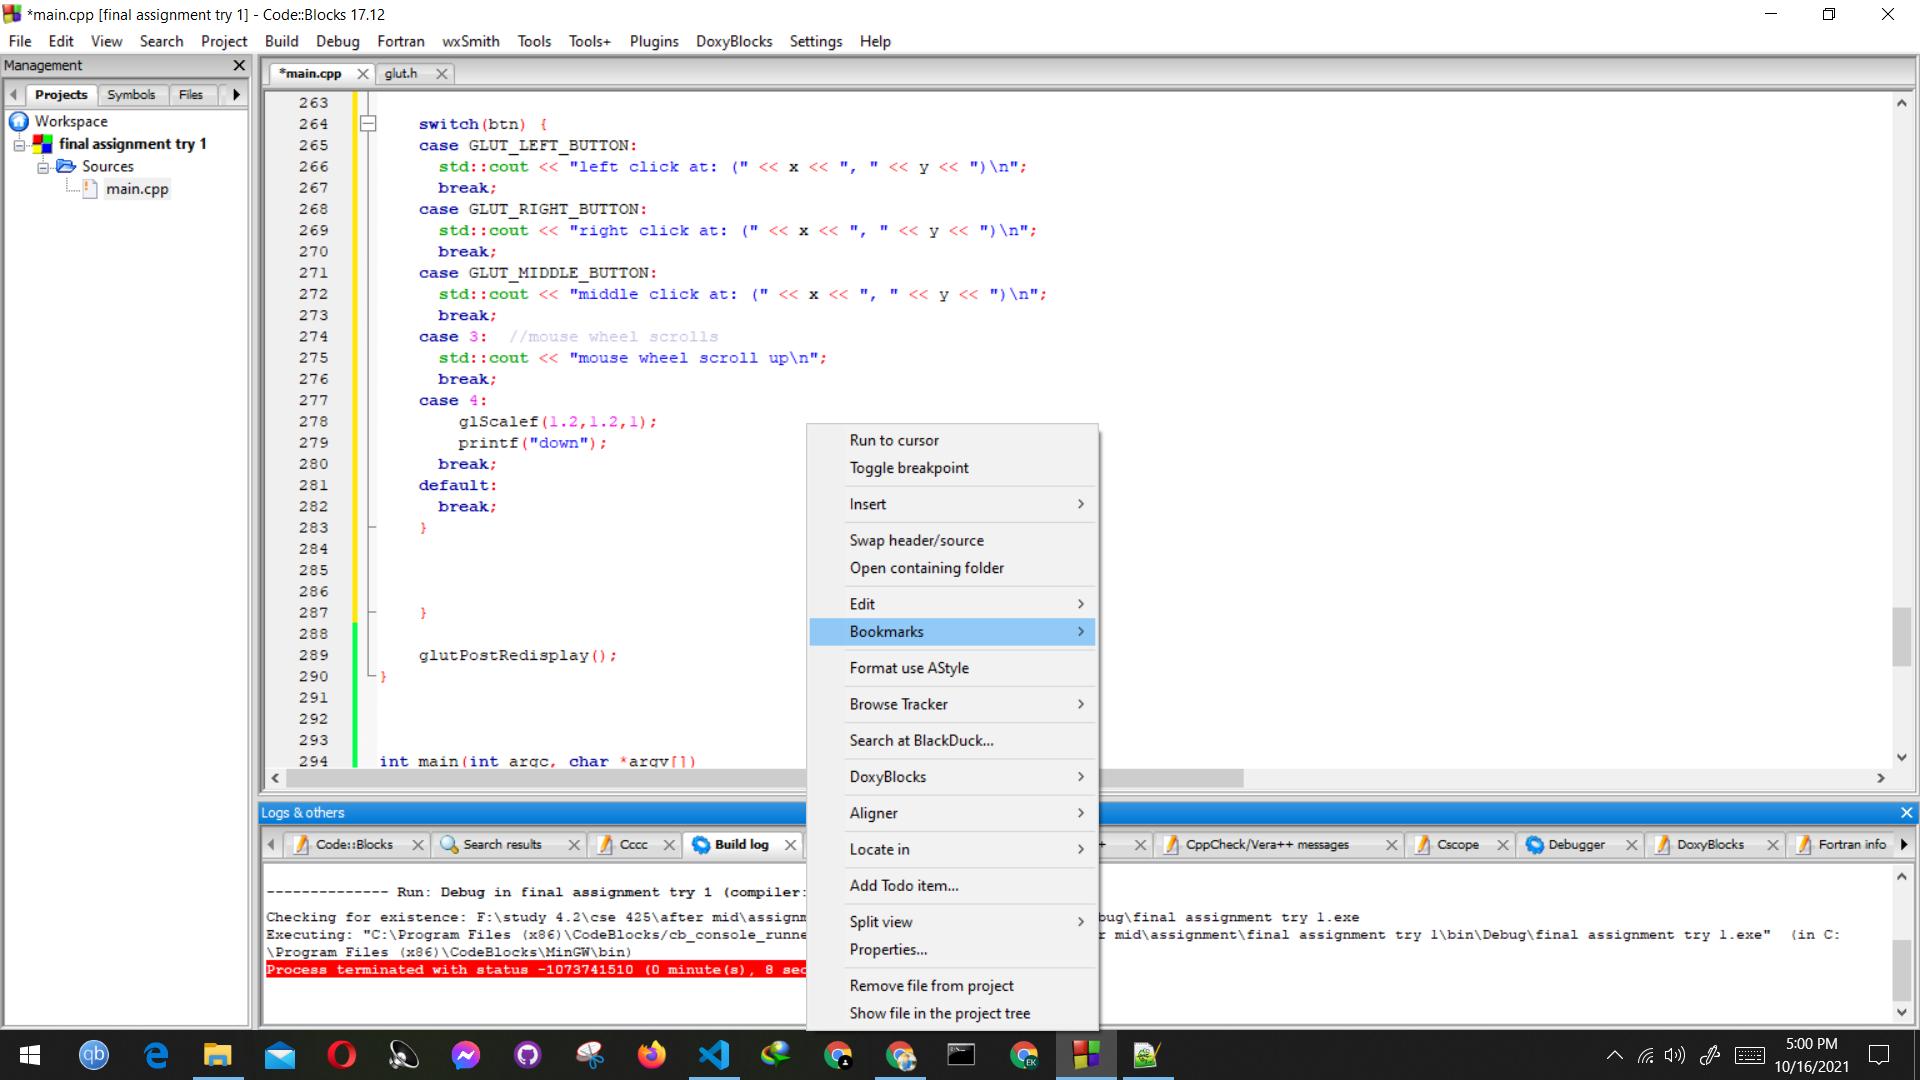 *main.cpp [final assignment try 1] - Code::Blocks 17.12
File Edit View Search Project Build Debug Fortran wxSmith Tools Tools+ Plugins DoxyBlocks Settings Help
Management
Projects Symbols Files
Workspace
final assignment try 1
Sources
main.cpp
*main.cpp glut.h
263
264 switch(btn) {
265 case GLUT_LEFT_BUTTON:
266 std::cout << "left click at: (" << x << ", " << y << ")\n";
267 break;
268 case GLUT_RIGHT_BUTTON:
269 std::cout << "right click at: (" << x << ", " << y << ")\n";
270 break;
271 case GLUT_MIDDLE_BUTTON:
272 std::cout << "middle click at: (" << x << ", " << y << ")\n";
273 break;
274 case 3: //mouse wheel scrolls
275 std::cout << "mouse wheel scroll up\n";
276 break;
277 case 4:
278 glScalef(1.2,1.2,1);
279 printf("down");
280 break;
281 default:
282 break;
283 }
284
285
286
287 }
288
289 glutPostRedisplay();
290 }
291
292
293
294 int main(int argc, char *argv[])
Run to cursor
Toggle breakpoint
Insert
Swap header/source
Open containing folder
Edit
Bookmarks
Format use AStyle
Browse Tracker
Search at BlackDuck...
DoxyBlocks
Aligner
Locate in
Add Todo item...
Split view
Properties...
Remove file from project
Show file in the project tree
Logs & others
Code::Blocks Search results Cccc Build log + CppCheck/Vera++ messages Cscope Debugger DoxyBlocks Fortran info
-------------- Run: Debug in final assignment try 1 (compiler:
Checking for existence: F:\study 4.2\cse 425\after mid\assignm bug\final assignment try 1.exe
Executing: "C:\Program Files (x86)\CodeBlocks/cb_console_runne r mid\assignment\final assignment try 1\bin\Debug\final assignment try 1.exe" (in C:
\Program Files (x86)\CodeBlocks\MinGW\bin)
Process terminated with status -1073741510 (0 minute(s), 8 sec
qb
EK
5:00 PM
10/16/2021